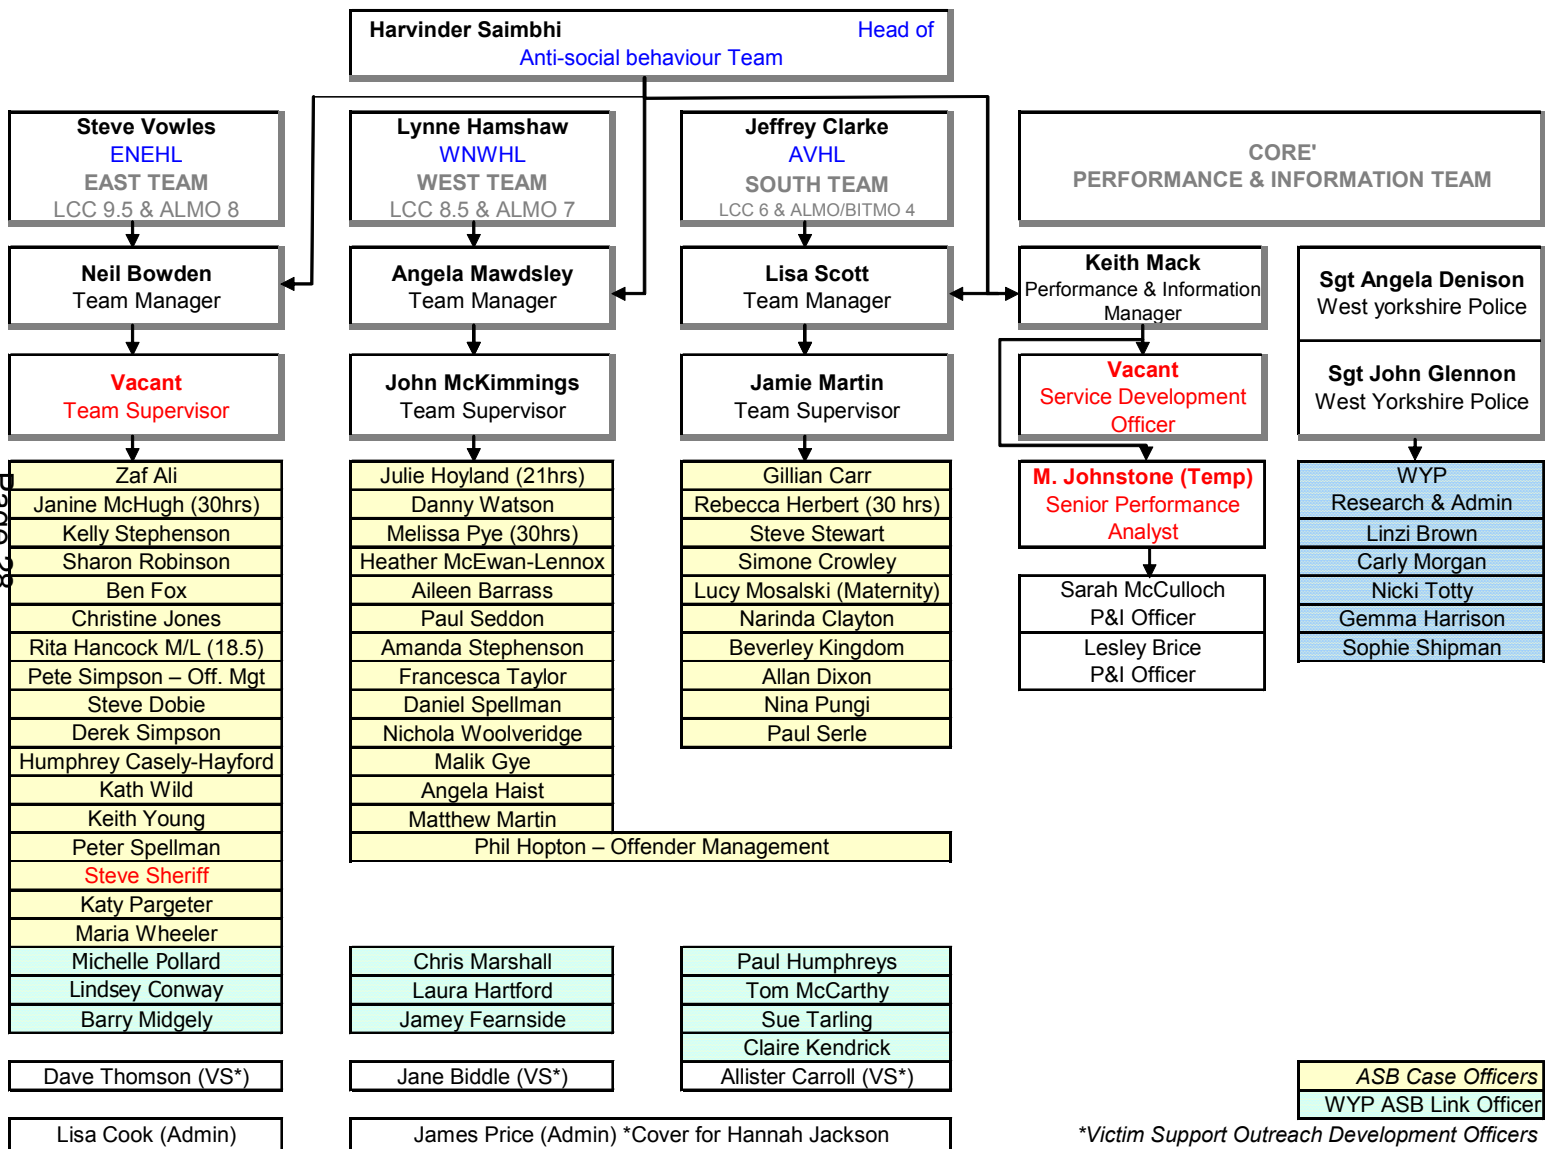 Harvinder Saimbhi Head of
Anti-social behaviour Team
Steve Vowles
ENEHL
EAST TEAM
LCC 9.5 & ALMO 8
Lynne Hamshaw
WNWHL
WEST TEAM
LCC 8.5 & ALMO 7
Jeffrey Clarke
AVHL
SOUTH TEAM
LCC 6 & ALMO/BITMO 4
CORE'
PERFORMANCE & INFORMATION TEAM
Neil Bowden
Team Manager
Angela Mawdsley
Team Manager
Lisa Scott
Team Manager
Keith Mack
Performance & Information
Manager
Sgt Angela Denison
West yorkshire Police
Vacant
Team Supervisor
John McKimmings
Team Supervisor
Jamie Martin
Team Supervisor
Vacant
Service Development
Officer
Sgt John Glennon
West Yorkshire Police
Zaf Ali
Janine McHugh (30hrs)
Kelly Stephenson
Sharon Robinson
Ben Fox
Christine Jones
Rita Hancock M/L (18.5)
Pete Simpson – Off. Mgt
Steve Dobie
Derek Simpson
Humphrey Casely-Hayford
Kath Wild
Keith Young
Peter Spellman
Steve Sheriff
Katy Pargeter
Maria Wheeler
Michelle Pollard
Lindsey Conway
Barry Midgely
Dave Thomson (VS*)
Lisa Cook (Admin)
Julie Hoyland (21hrs)
Danny Watson
Melissa Pye (30hrs)
Heather McEwan-Lennox
Aileen Barrass
Paul Seddon
Amanda Stephenson
Francesca Taylor
Daniel Spellman
Nichola Woolveridge
Malik Gye
Angela Haist
Matthew Martin
Phil Hopton – Offender Management
Chris Marshall
Laura Hartford
Jamey Fearnside
Jane Biddle (VS*)
James Price (Admin) *Cover for Hannah Jackson
Gillian Carr
Rebecca Herbert (30 hrs)
Steve Stewart
Simone Crowley
Lucy Mosalski (Maternity)
Narinda Clayton
Beverley Kingdom
Allan Dixon
Nina Pungi
Paul Serle
Paul Humphreys
Tom McCarthy
Sue Tarling
Claire Kendrick
Allister Carroll (VS*)
M. Johnstone (Temp)
Senior Performance
Analyst
Sarah McCulloch
P&I Officer
Lesley Brice
P&I Officer
WYP
Research & Admin
Linzi Brown
Carly Morgan
Nicki Totty
Gemma Harrison
Sophie Shipman
ASB Case Officers
WYP ASB Link Officer
*Victim Support Outreach Development Officers
Page 28